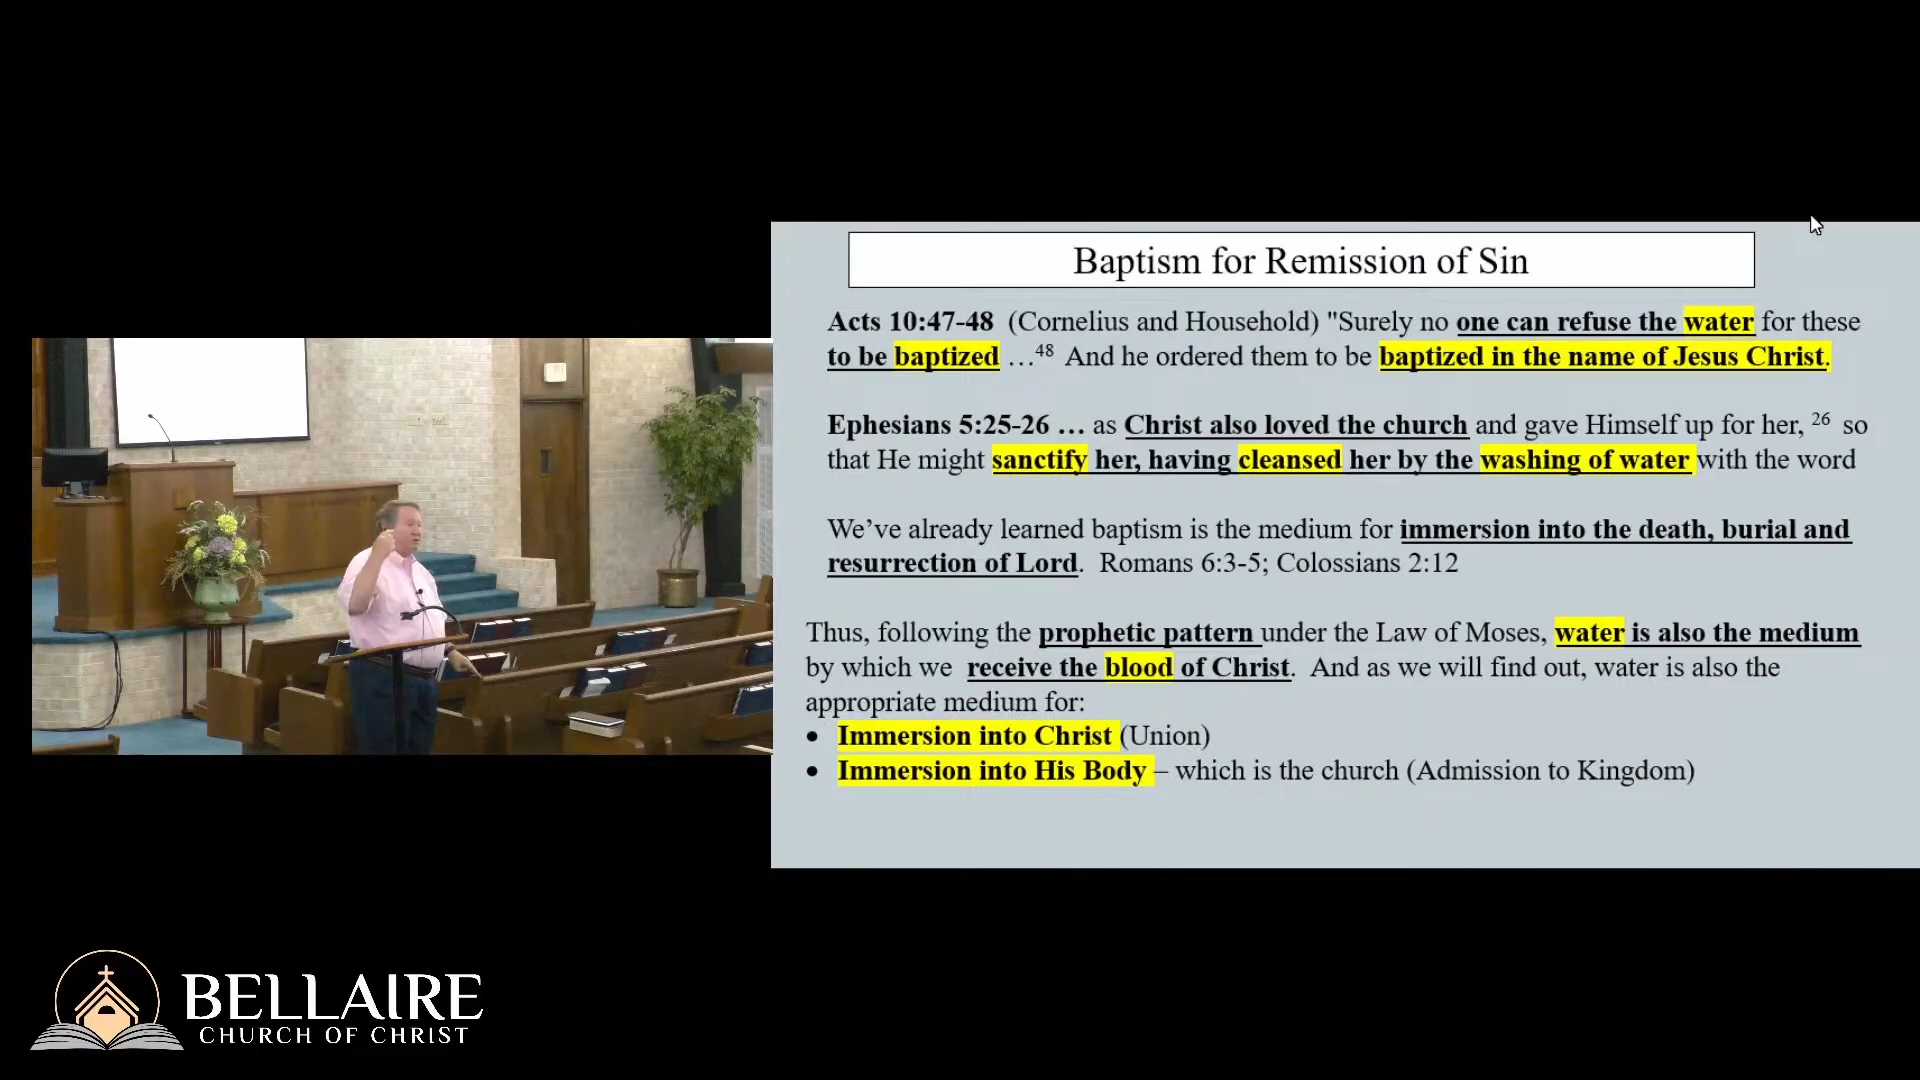 Baptism for Remission of Sin
Acts 10:47-48 (Cornelius and Household) "Surely no one can refuse the water for these
to be baptized …48 And he ordered them to be baptized in the name of Jesus Christ.
Ephesians 5:25-26 … as Christ also loved the church and gave Himself up for her, 26 so
that He might sanctify her, having cleansed her by the washing of water with the word
We’ve already learned baptism is the medium for immersion into the death, burial and
resurrection of Lord. Romans 6:3-5; Colossians 2:12
Thus, following the prophetic pattern under the Law of Moses, water is also the medium
by which we receive the blood of Christ. And as we will find out, water is also the
appropriate medium for:
• Immersion into Christ (Union)
• Immersion into His Body – which is the church (Admission to Kingdom)
BELLAIRE
CHURCH OF CHRIST